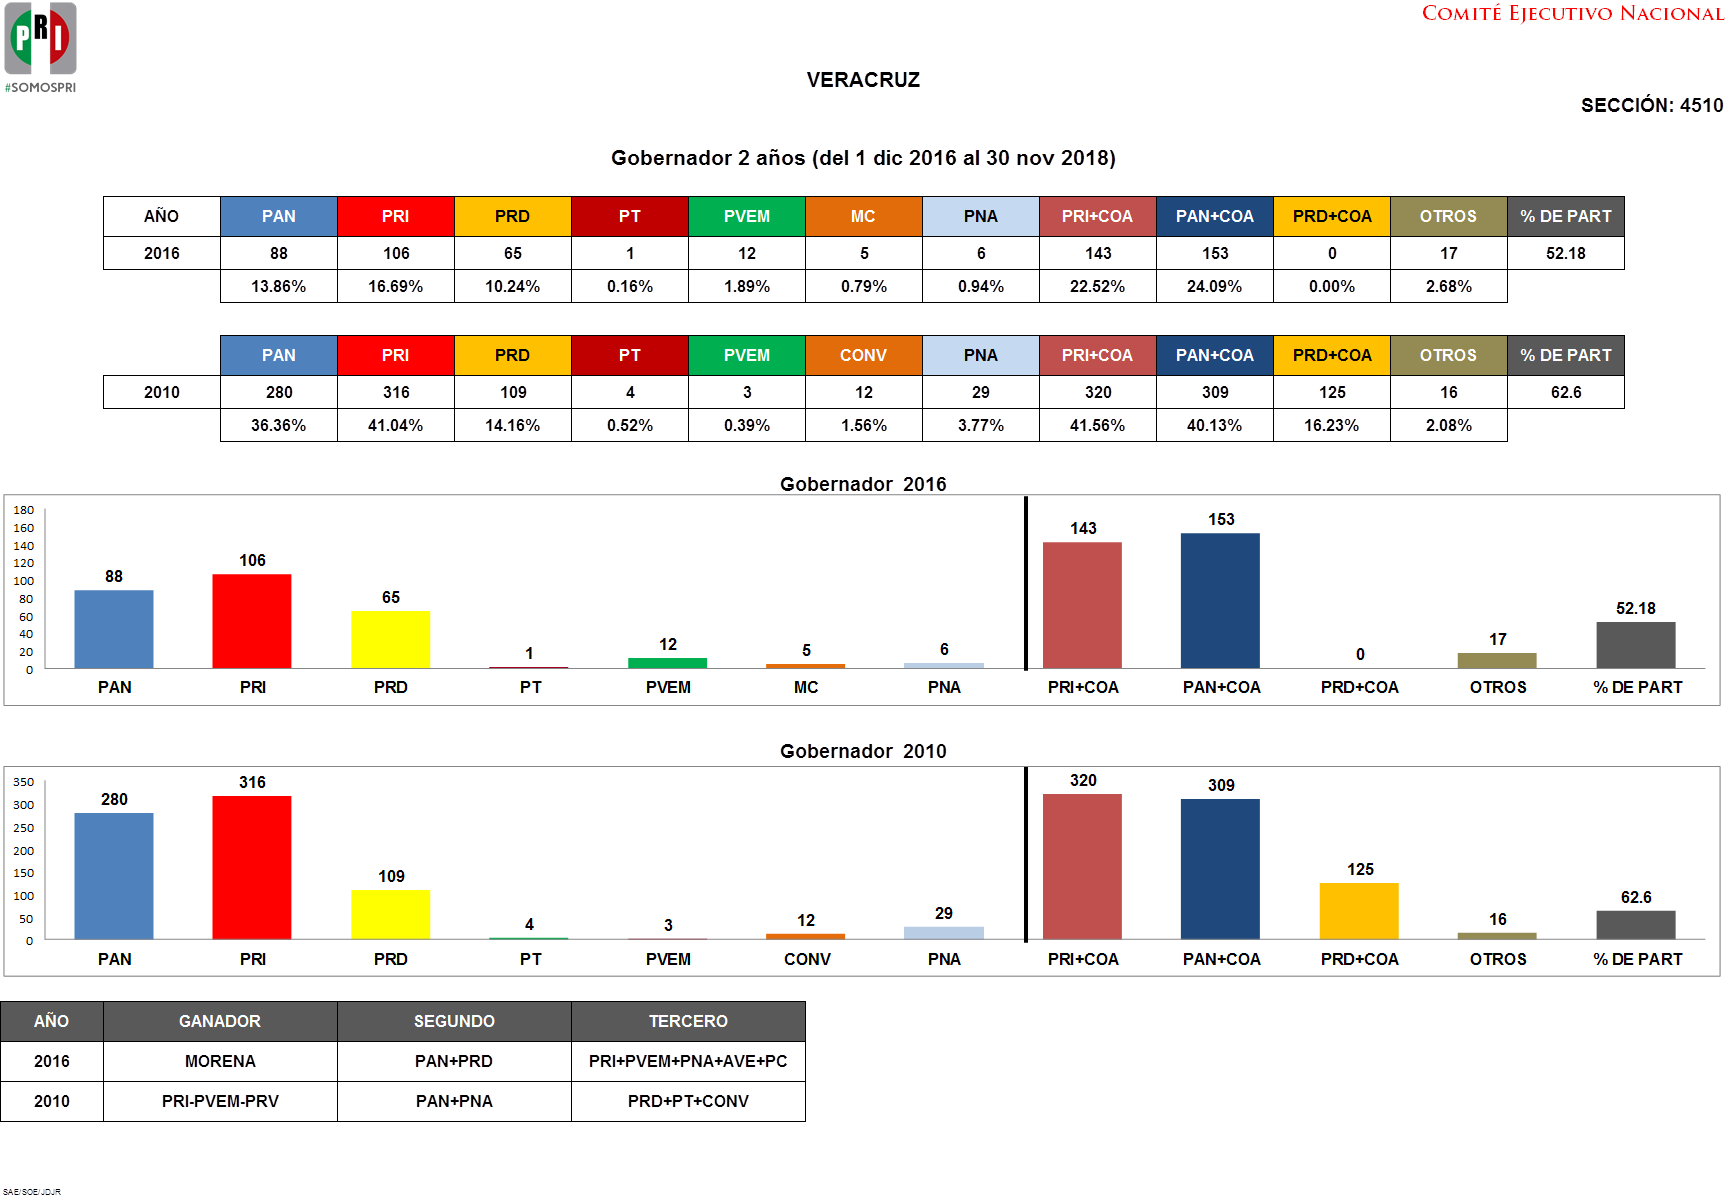 PRI
#SOMOSPRI
COMITÉ EJECUTIVO NACIONAL
VERACRUZ
SECCIÓN: 4510
Gobernador 2 años (del 1 dic 2016 al 30 nov 2018)
AÑO PAN PRI PRD PT PVEM MC PNA PRI+COA PAN+COA PRD+COA OTROS % DE PART
2016 88 106 65 1 12 5 6 143 153 0 17 52.18
13.86% 16.69% 10.24% 0.16% 1.89% 0.79% 0.94% 22.52% 24.09% 0.00% 2.68%
PAN PRI PRD PT PVEM CONV PNA PRI+COA PAN+COA PRD+COA OTROS % DE PART
2010 280 316 109 4 3 12 29 320 309 125 16 62.6
36.36% 41.04% 14.16% 0.52% 0.39% 1.56% 3.77% 41.56% 40.13% 16.23% 2.08%
Gobernador 2016
180
160
140
120
100
80
60
40
20
0
88 106 65 1 12 5 6 143 153 0 17 52.18
PAN PRI PRD PT PVEM MC PNA PRI+COA PAN+COA PRD+COA OTROS % DE PART
Gobernador 2010
350
300
250
200
150
100
50
0
280 316 109 4 3 12 29 320 309 125 16 62.6
PAN PRI PRD PT PVEM CONV PNA PRI+COA PAN+COA PRD+COA OTROS % DE PART
AÑO GANADOR SEGUNDO TERCERO
2016 MORENA PAN+PRD PRI+PVEM+PNA+AVE+PC
2010 PRI-PVEM-PRV PAN+PNA PRD+PT+CONV
SAE/SOE/JDJR